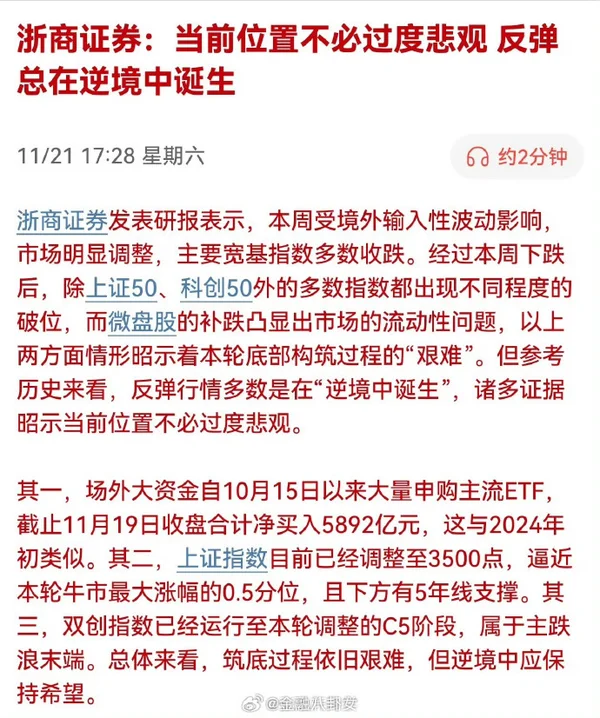 浙商证券：当前位置不必过度悲观 反弹
总在逆境中诞生
11/21 17:28 星期六
约2分钟
浙商证券发表研报表示，本周受境外输入性波动影响，
市场明显调整，主要宽基指数多数收跌。经过本周下跌
后，除上证50、科创50外的多数指数都出现不同程度的
破位，而微盘股的补跌凸显出市场的流动性问题，以上
两方面情形昭示着本轮底部构筑过程的“艰难”。但参考
历史来看，反弹行情多数是在“逆境中诞生”，诸多证据
昭示当前位置不必过度悲观。
其一，场外大资金自10月15日以来大量申购主流ETF，
截止11月19日收盘合计净买入5892亿元，这与2024年
初类似。其二，上证指数目前已经调整至3500点，逼近
本轮牛市最大涨幅的0.5分位，且下方有5年线支撑。其
三，双创指数已经运行至本轮调整的C5阶段，属于主跌
浪末端。总体来看，筑底过程依旧艰难，但逆境中应保
持希望。
@金融八卦女